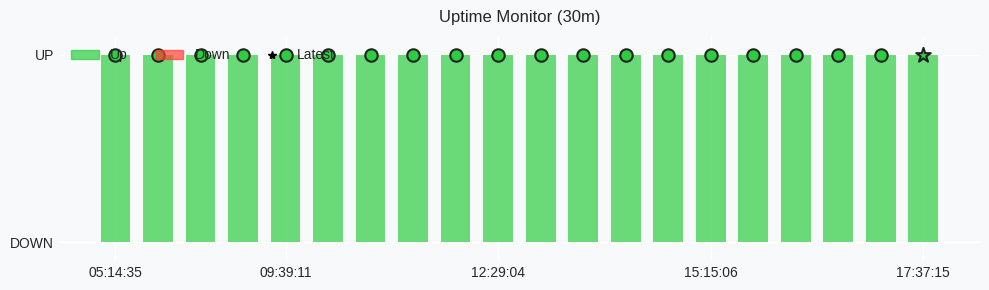 Uptime Monitor (30m)
UP
Up
Down
Latest
DOWN
05:14:35
09:39:11
12:29:04
15:15:06
17:37:15